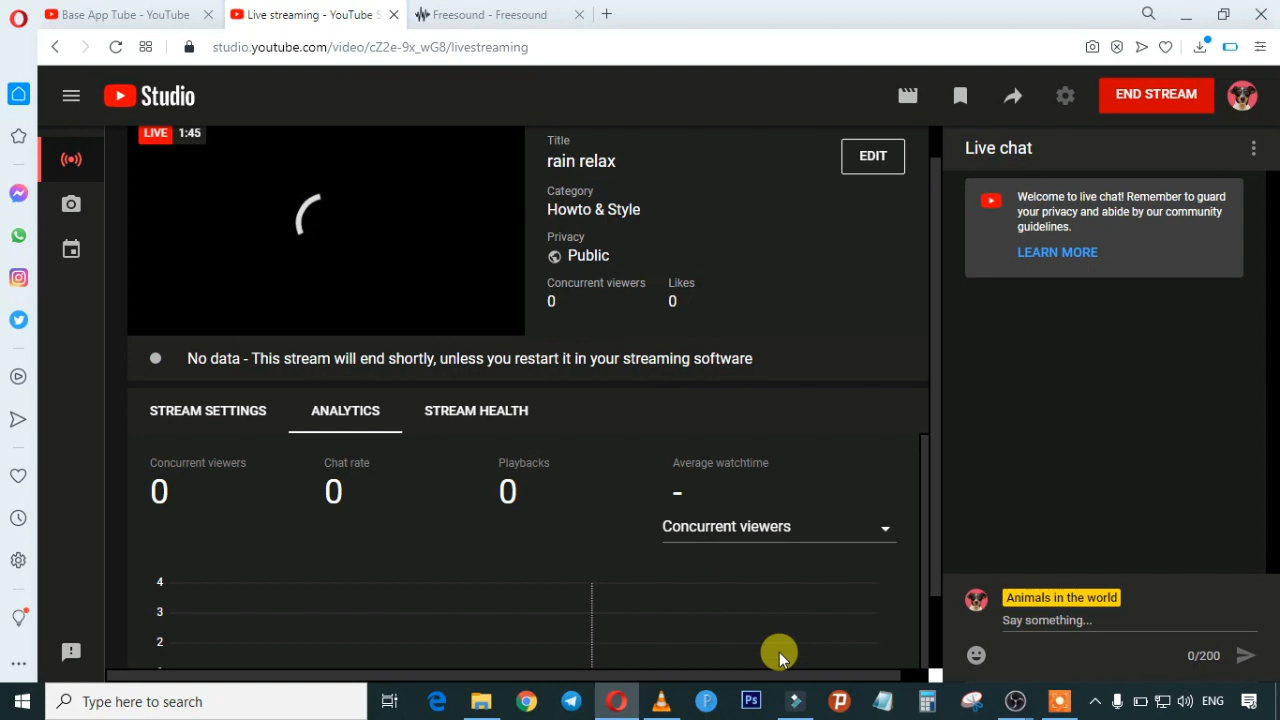 Base App Tube - YouTube
Live streaming - YouTube S
Freesound - Freesound
studio.youtube.com/video/cZ2e-9x_wG8/livestreaming
Studio
END STREAM
LIVE 1:45
Title
rain relax
EDIT
Category
Howto & Style
Privacy
Public
Concurrent viewers Likes
0 0
No data - This stream will end shortly, unless you restart it in your streaming software
STREAM SETTINGS ANALYTICS STREAM HEALTH
Concurrent viewers Chat rate Playbacks Average watchtime
0 0 0 -
Concurrent viewers
4
3
2
Live chat
Welcome to live chat! Remember to guard
your privacy and abide by our community
guidelines.
LEARN MORE
Animals in the world
Say something...
0/200
Type here to search
Ps
ENG